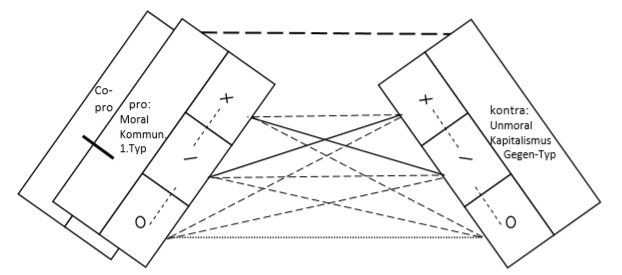 Co-
pro
pro:
Moral
Kommun.
1.Typ
+
/
O
kontra:
Unmoral
Kapitalismus
Gegen-Typ
+
/
O